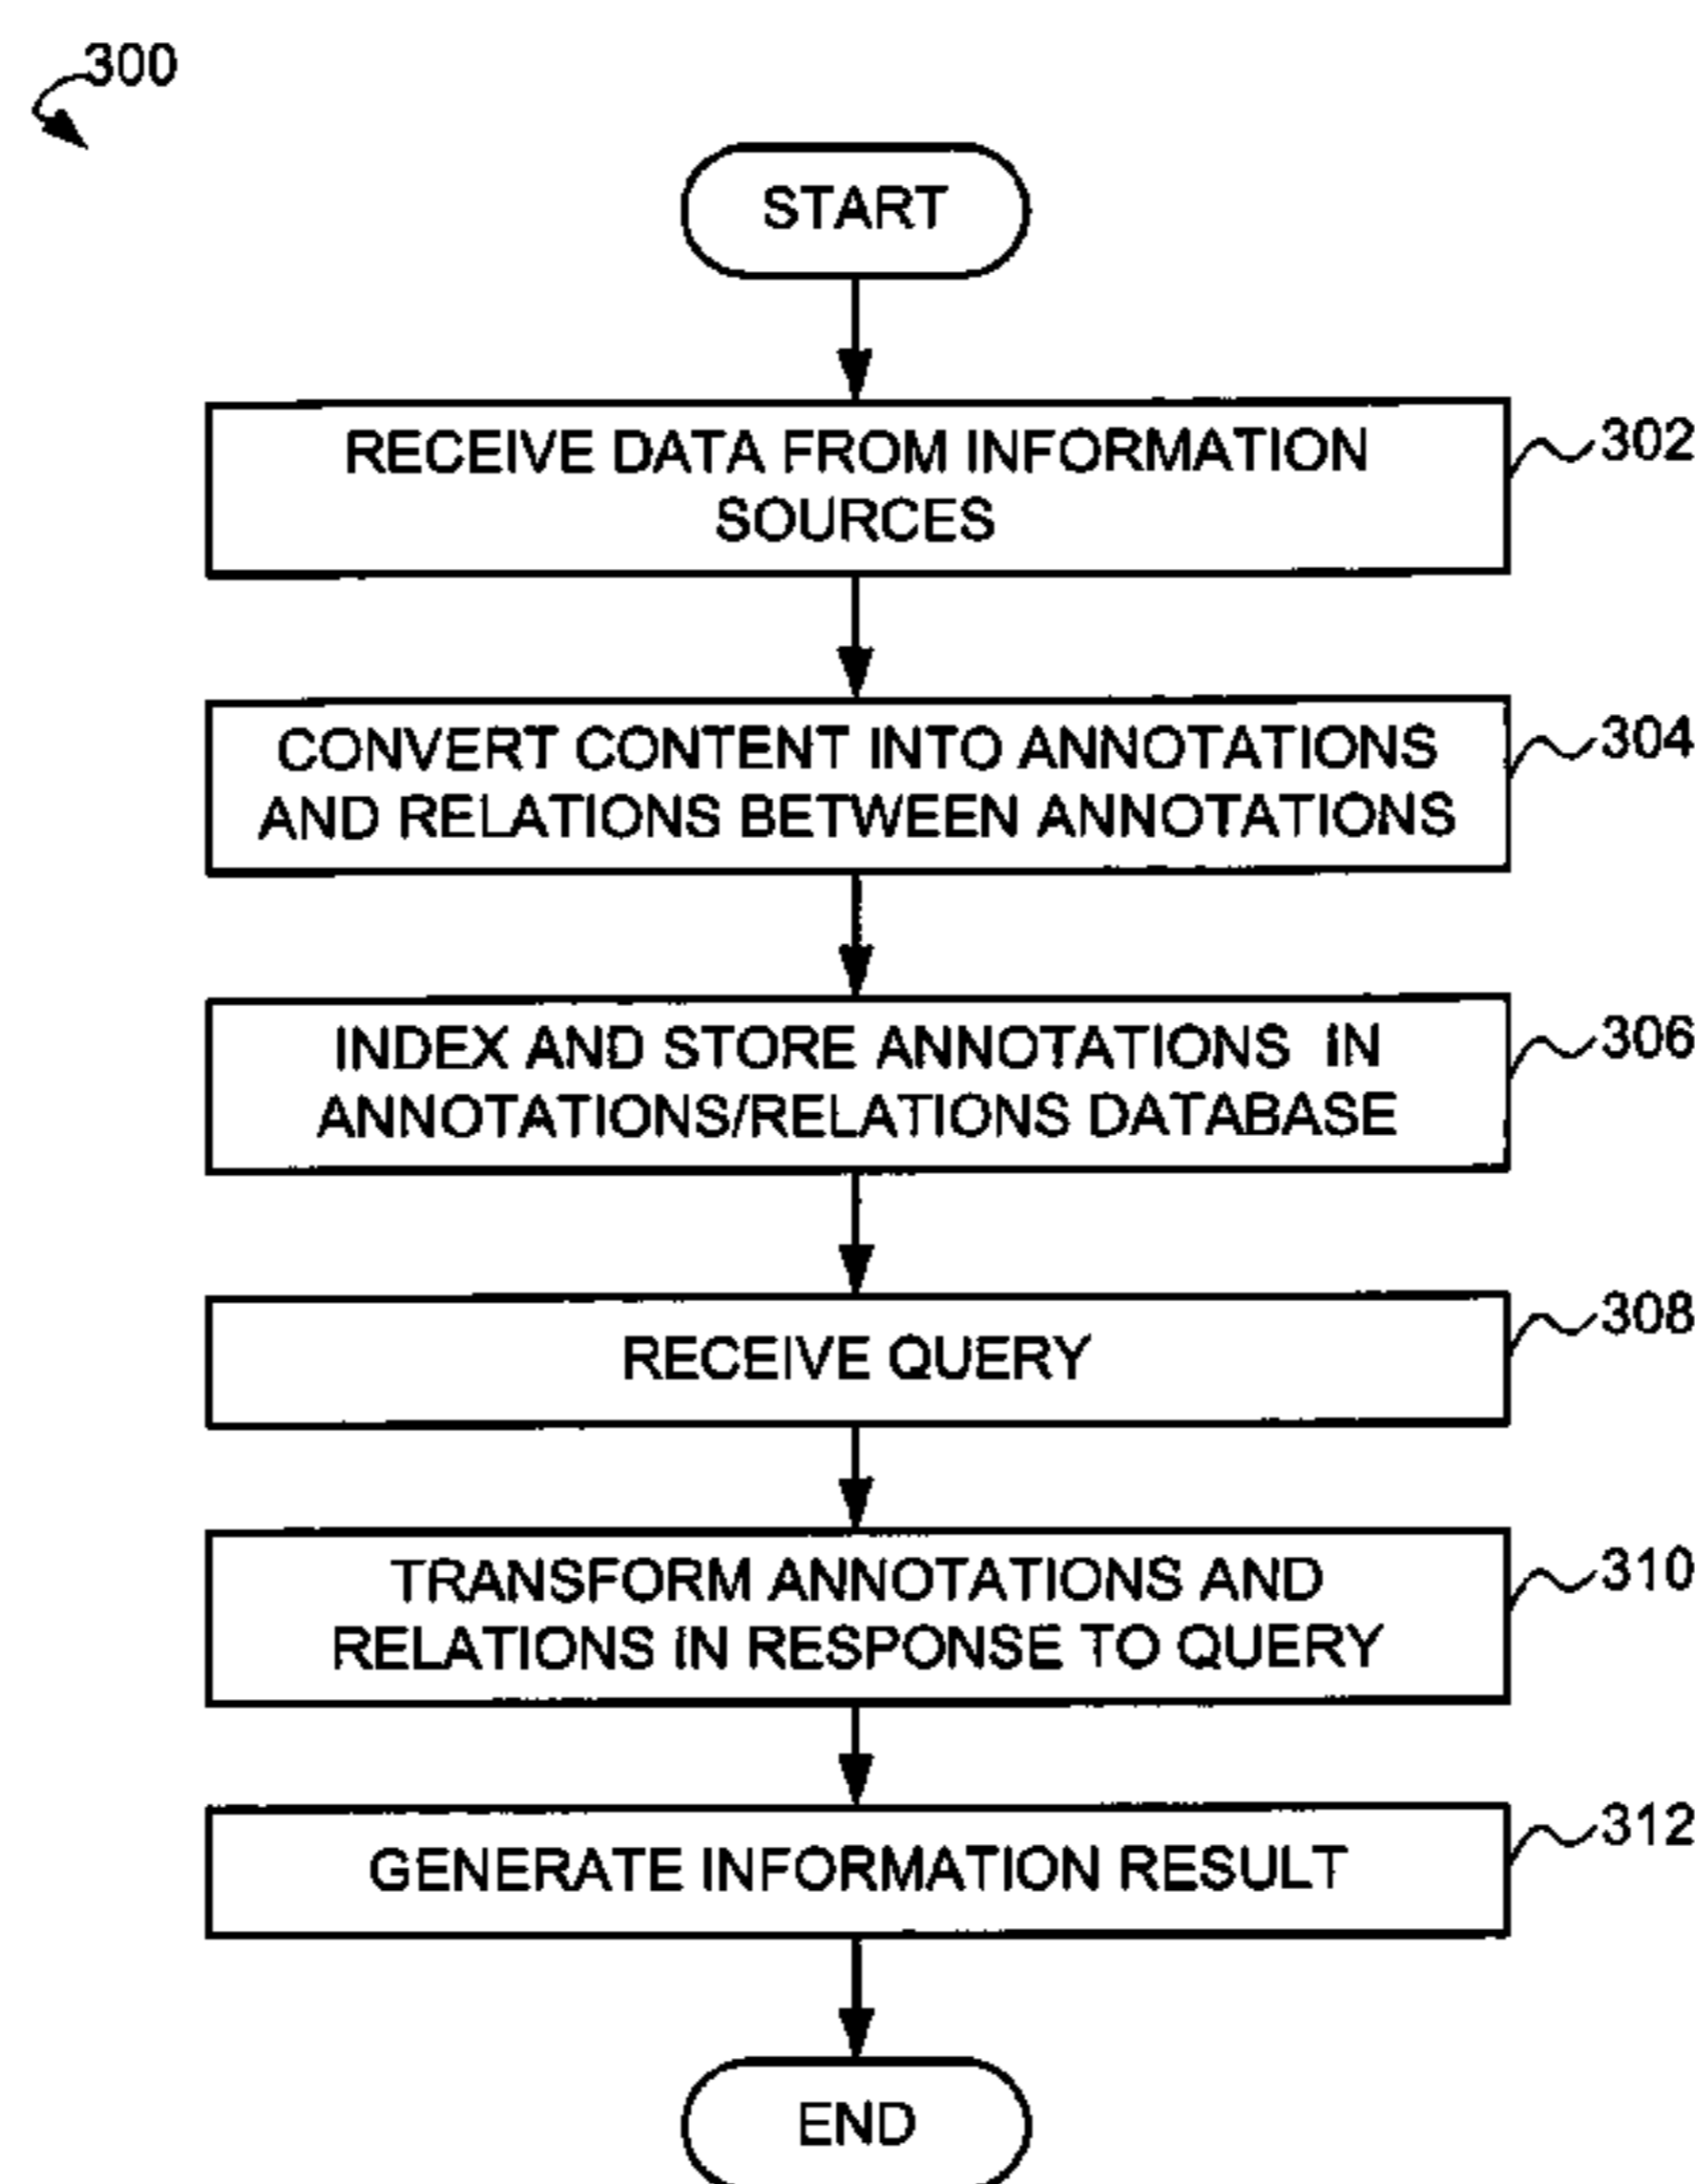 300
START
RECEIVE DATA FROM INFORMATION
SOURCES
302
CONVERT CONTENT INTO ANNOTATIONS
AND RELATIONS BETWEEN ANNOTATIONS
304
INDEX AND STORE ANNOTATIONS IN
ANNOTATIONS/RELATIONS DATABASE
306
RECEIVE QUERY
308
TRANSFORM ANNOTATIONS AND
RELATIONS IN RESPONSE TO QUERY
310
GENERATE INFORMATION RESULT
312
END